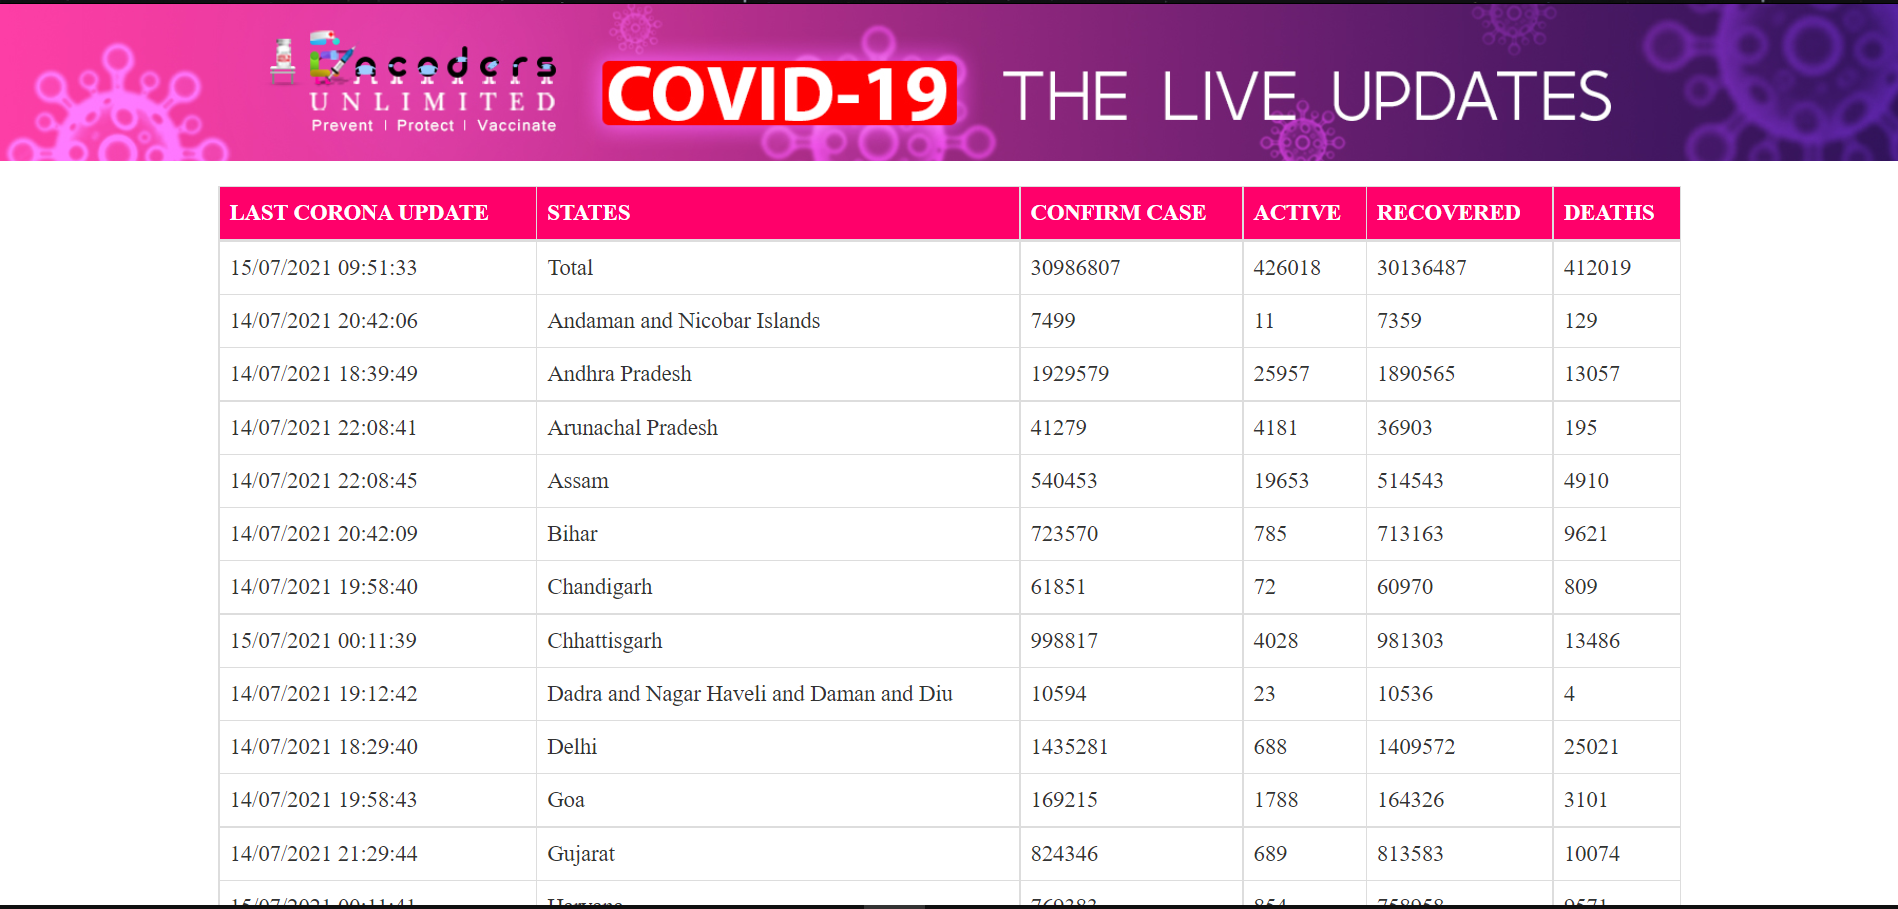 Encoders
UNLIMITED
Prevent | Protect | Vaccinate
COVID-19 THE LIVE UPDATES
LAST CORONA UPDATE STATES CONFIRM CASE ACTIVE RECOVERED DEATHS
15/07/2021 09:51:33 Total 30986807 426018 30136487 412019
14/07/2021 20:42:06 Andaman and Nicobar Islands 7499 11 7359 129
14/07/2021 18:39:49 Andhra Pradesh 1929579 25957 1890565 13057
14/07/2021 22:08:41 Arunachal Pradesh 41279 4181 36903 195
14/07/2021 22:08:45 Assam 540453 19653 514543 4910
14/07/2021 20:42:09 Bihar 723570 785 713163 9621
14/07/2021 19:58:40 Chandigarh 61851 72 60970 809
15/07/2021 00:11:39 Chhattisgarh 998817 4028 981303 13486
14/07/2021 19:12:42 Dadra and Nagar Haveli and Daman and Diu 10594 23 10536 4
14/07/2021 18:29:40 Delhi 1435281 688 1409572 25021
14/07/2021 19:58:43 Goa 169215 1788 164326 3101
14/07/2021 21:29:44 Gujarat 824346 689 813583 10074